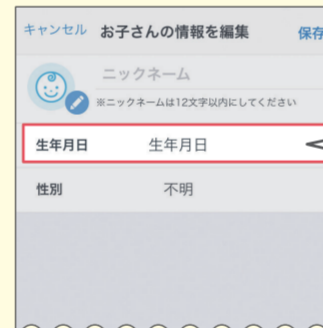 キャンセル お子さんの情報を編集 保存
ニックネーム
※ニックネームは12文字以内にしてください
生年月日 生年月日
性別 不明